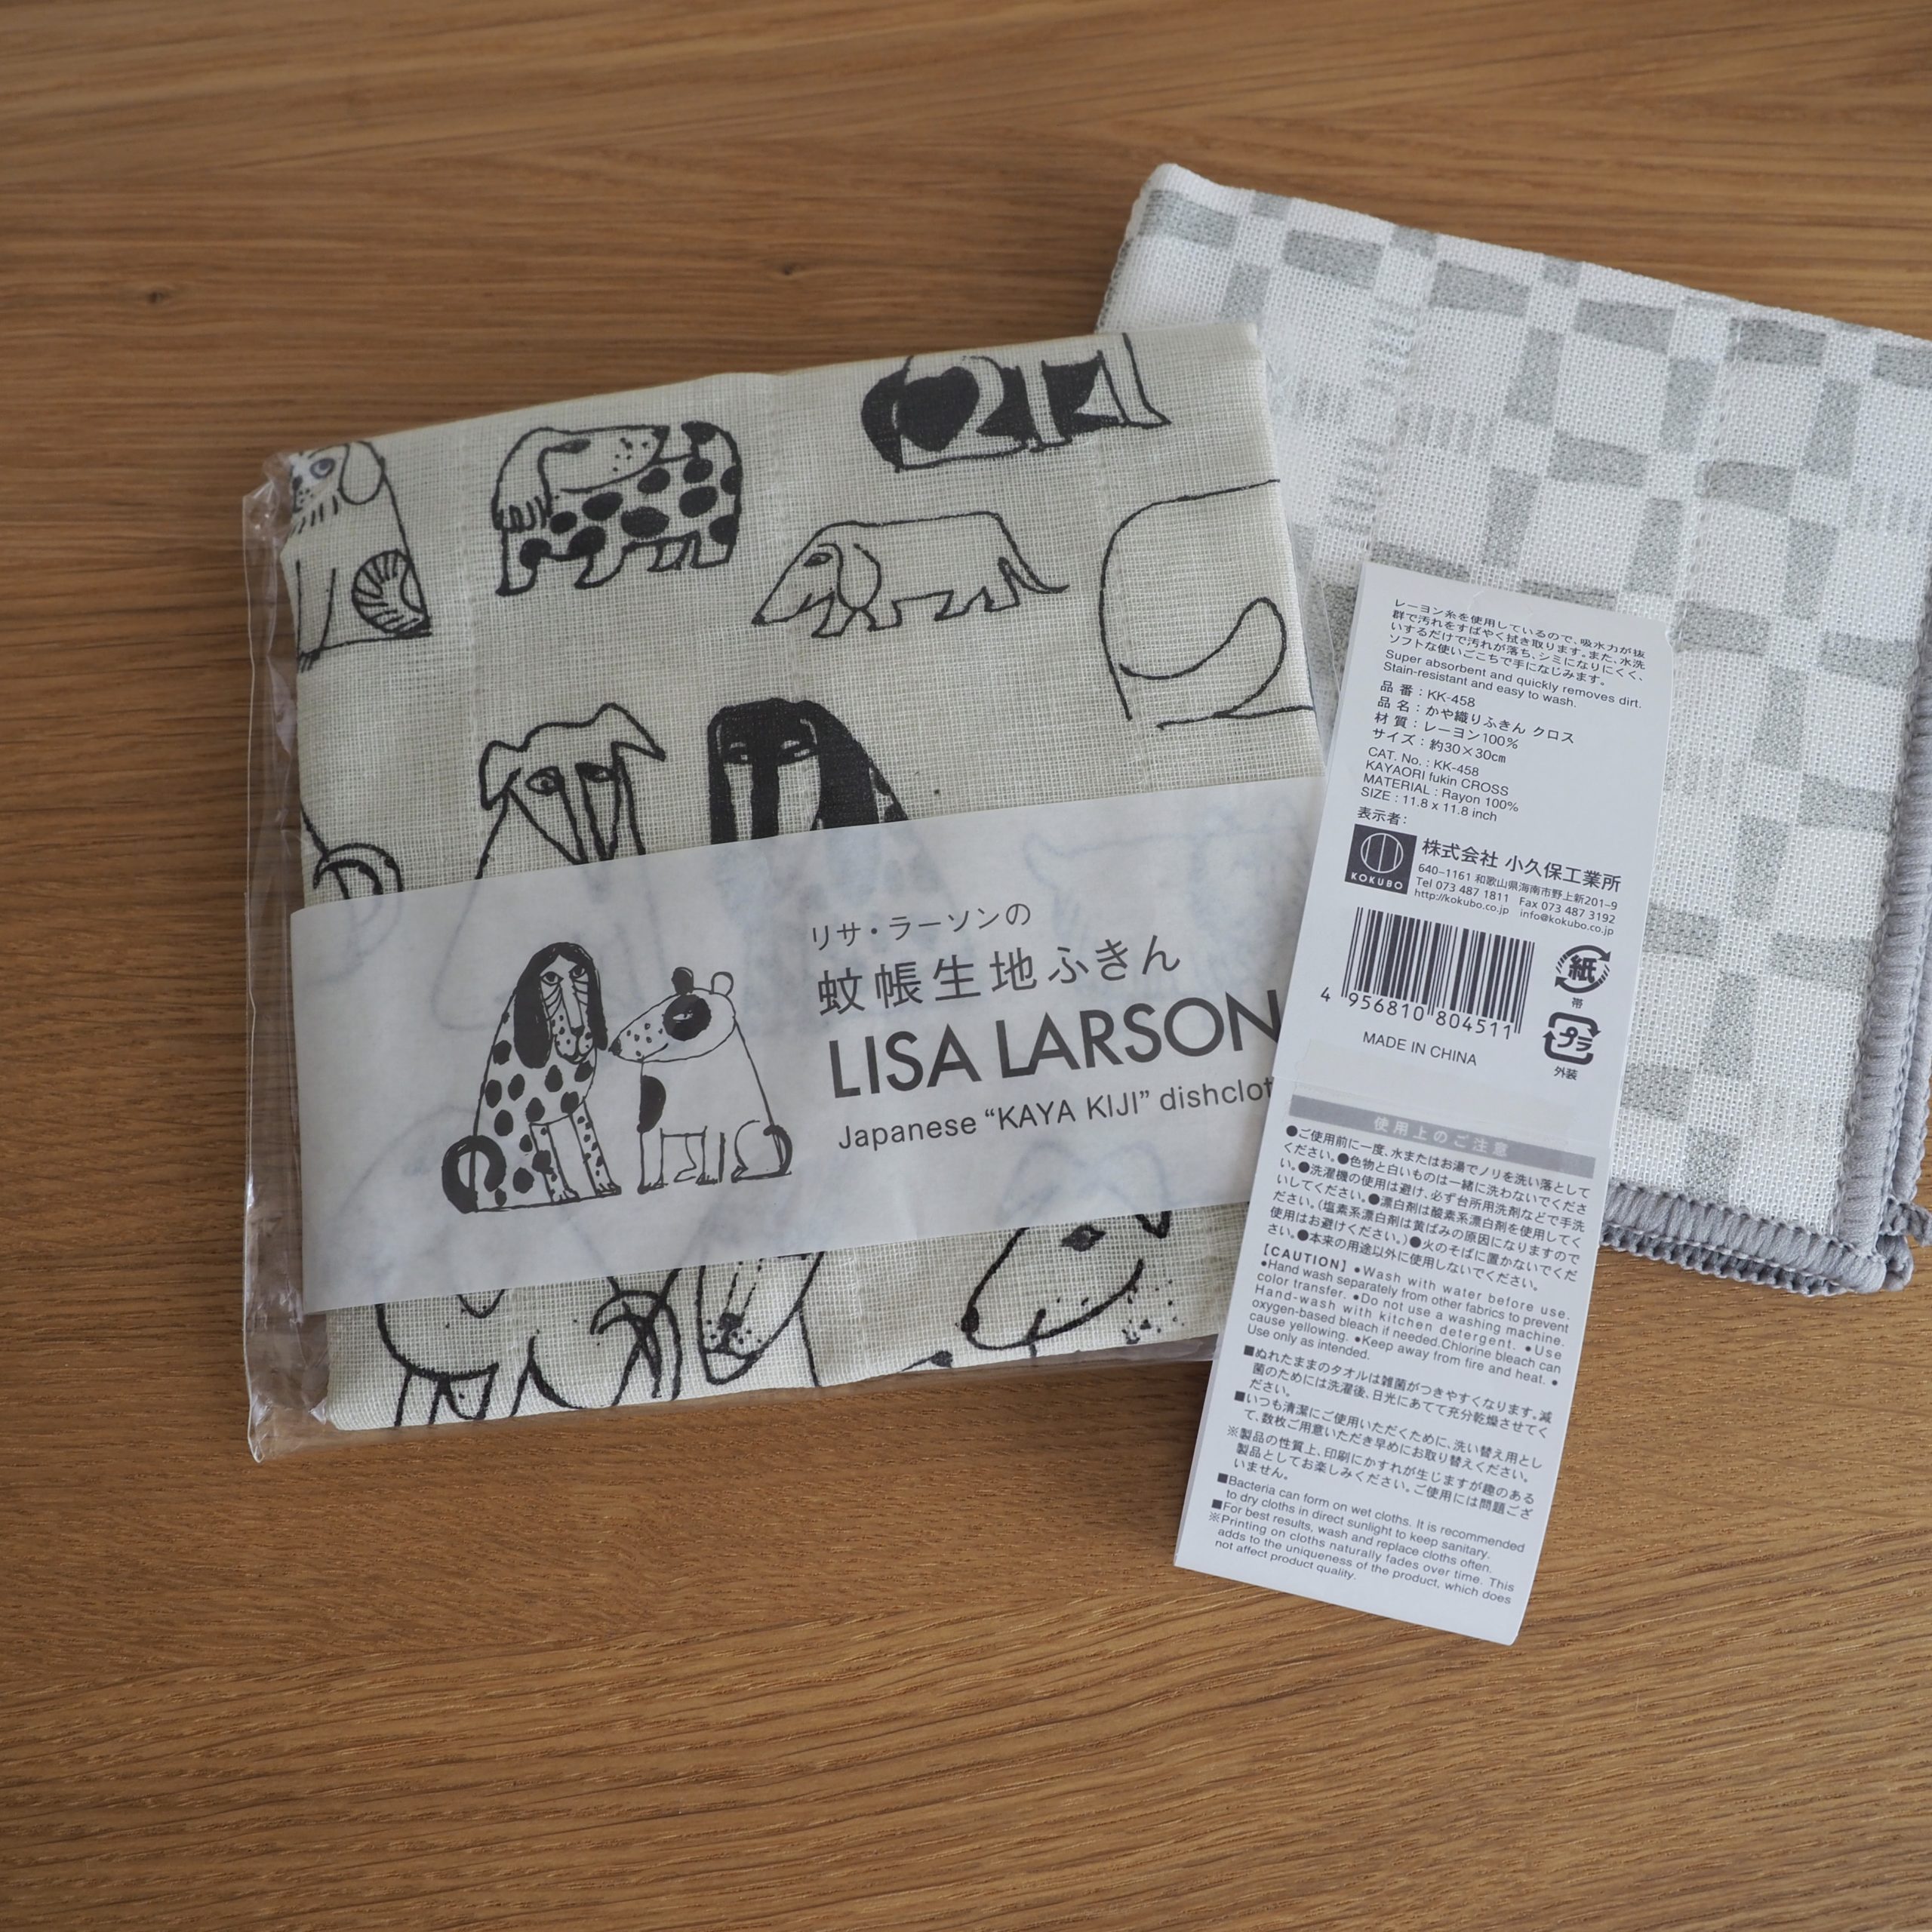 リサ・ラーソンの
蚊帳生地ふきん
LISA LARSON
Japanese “KAYA KIJI” dishclot
レーヨン糸を使用しているので、吸水力が抜
群で汚れをすばやく拭き取ります。また、水洗
いするだけで汚れが落ち、シミになりにくく、
ソフトな使いごこちで手になじみます。
Super absorbent and quickly removes dirt.
Stain-resistant and easy to wash.
品 番：KK-458
品 名：かや織りふきん クロス
材 質：レーヨン100%
サイズ：約30×30㎝
CAT. No. : KK-458
KAYAORI fukin CROSS
MATERIAL : Rayon 100%
SIZE : 11.8 x 11.8 inch
表示者：
KOKUBO
株式会社 小久保工業所
640-1161 和歌山県海南市野上新201-9
Tel 073 487 1811 Fax 073 487 3192
http://kokubo.co.jp info@kokubo.co.jp
4 956810 804511
紙
帯
プラ
外装
MADE IN CHINA
使用上のご注意
●ご使用前に一度、水またはお湯でノリを洗い落として
ください。●色物と白いものは一緒に洗わないでくださ
い。●洗濯機の使用は避け、必ず台所用洗剤などで手洗
いしてください。●漂白剤は酸素系漂白剤を使用してく
ださい。(塩素系漂白剤は黄ばみの原因になりますので
使用はお避けください。)●火のそばに置かないでくだ
さい。●本来の用途以外に使用しないでください。
【CAUTION】 ●Wash with water before use.
●Hand wash separately from other fabrics to prevent
color transfer. ●Do not use a washing machine.
Hand-wash with kitchen detergent. ●Use
oxygen-based bleach if needed.Chlorine bleach can
cause yellowing. ●Keep away from fire and heat. ●
Use only as intended.
■ぬれたままのタオルは雑菌がつきやすくなります。滅
菌のためには洗濯後、日光にあてて充分乾燥させてく
ださい。
■いつも清潔にご使用いただくために、洗い替え用とし
て、数枚ご用意いただき早めにお取り替えください。
※製品の性質上、印刷にかすれが生じますが趣のある
製品としてお楽しみください。ご使用には問題ござ
いません。
■Bacteria can form on wet cloths. It is recommended
to dry cloths in direct sunlight to keep sanitary.
■For best results, wash and replace cloths often.
※Printing on cloths naturally fades over time. This
adds to the uniqueness of the product, which does
not affect product quality.